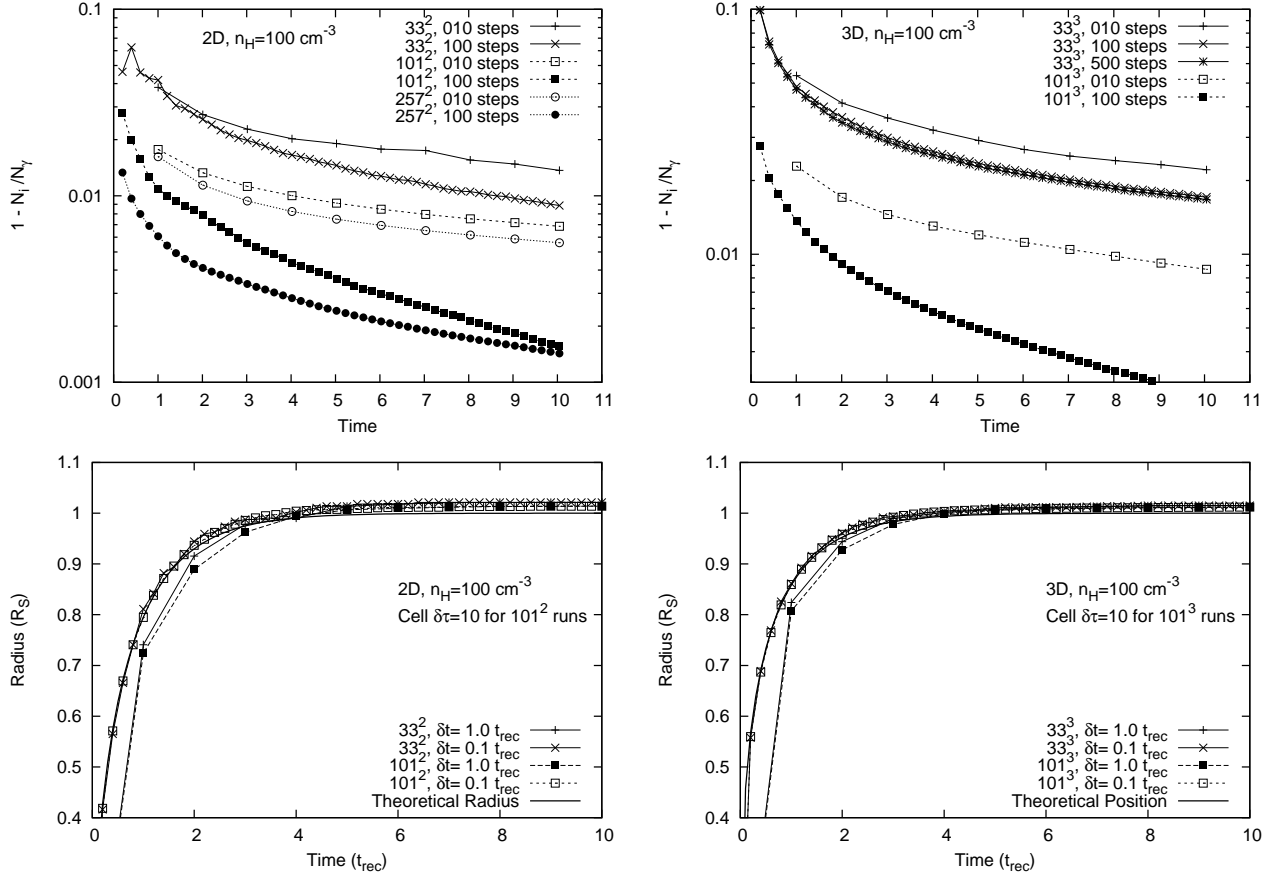 2D, n_H=100 cm^-3
33^2, 010 steps
33^2, 100 steps
101^2, 010 steps
101^2, 100 steps
257^2, 010 steps
257^2, 100 steps
1 - N_i /N_γ
0.1
0.01
0.001
0 1 2 3 4 5 6 7 8 9 10 11
Time
3D, n_H=100 cm^-3
33^3, 010 steps
33^3, 100 steps
33^3, 500 steps
101^3, 010 steps
101^3, 100 steps
1 - N_i /N_γ
0.1
0.01
0 1 2 3 4 5 6 7 8 9 10 11
Time
Radius (R_S)
1.1
1
0.9
0.8
0.7
0.6
0.5
0.4
2D, n_H=100 cm^-3
Cell δτ=10 for 101^2 runs
33^2, δt= 1.0 t_rec
33^2, δt= 0.1 t_rec
101^2, δt= 1.0 t_rec
101^2, δt= 0.1 t_rec
Theoretical Radius
0 2 4 6 8 10
Time (t_rec)
Radius (R_S)
1.1
1
0.9
0.8
0.7
0.6
0.5
0.4
3D, n_H=100 cm^-3
Cell δτ=10 for 101^3 runs
33^3, δt= 1.0 t_rec
33^3, δt= 0.1 t_rec
101^3, δt= 1.0 t_rec
101^3, δt= 0.1 t_rec
Theoretical Position
0 2 4 6 8 10
Time (t_rec)